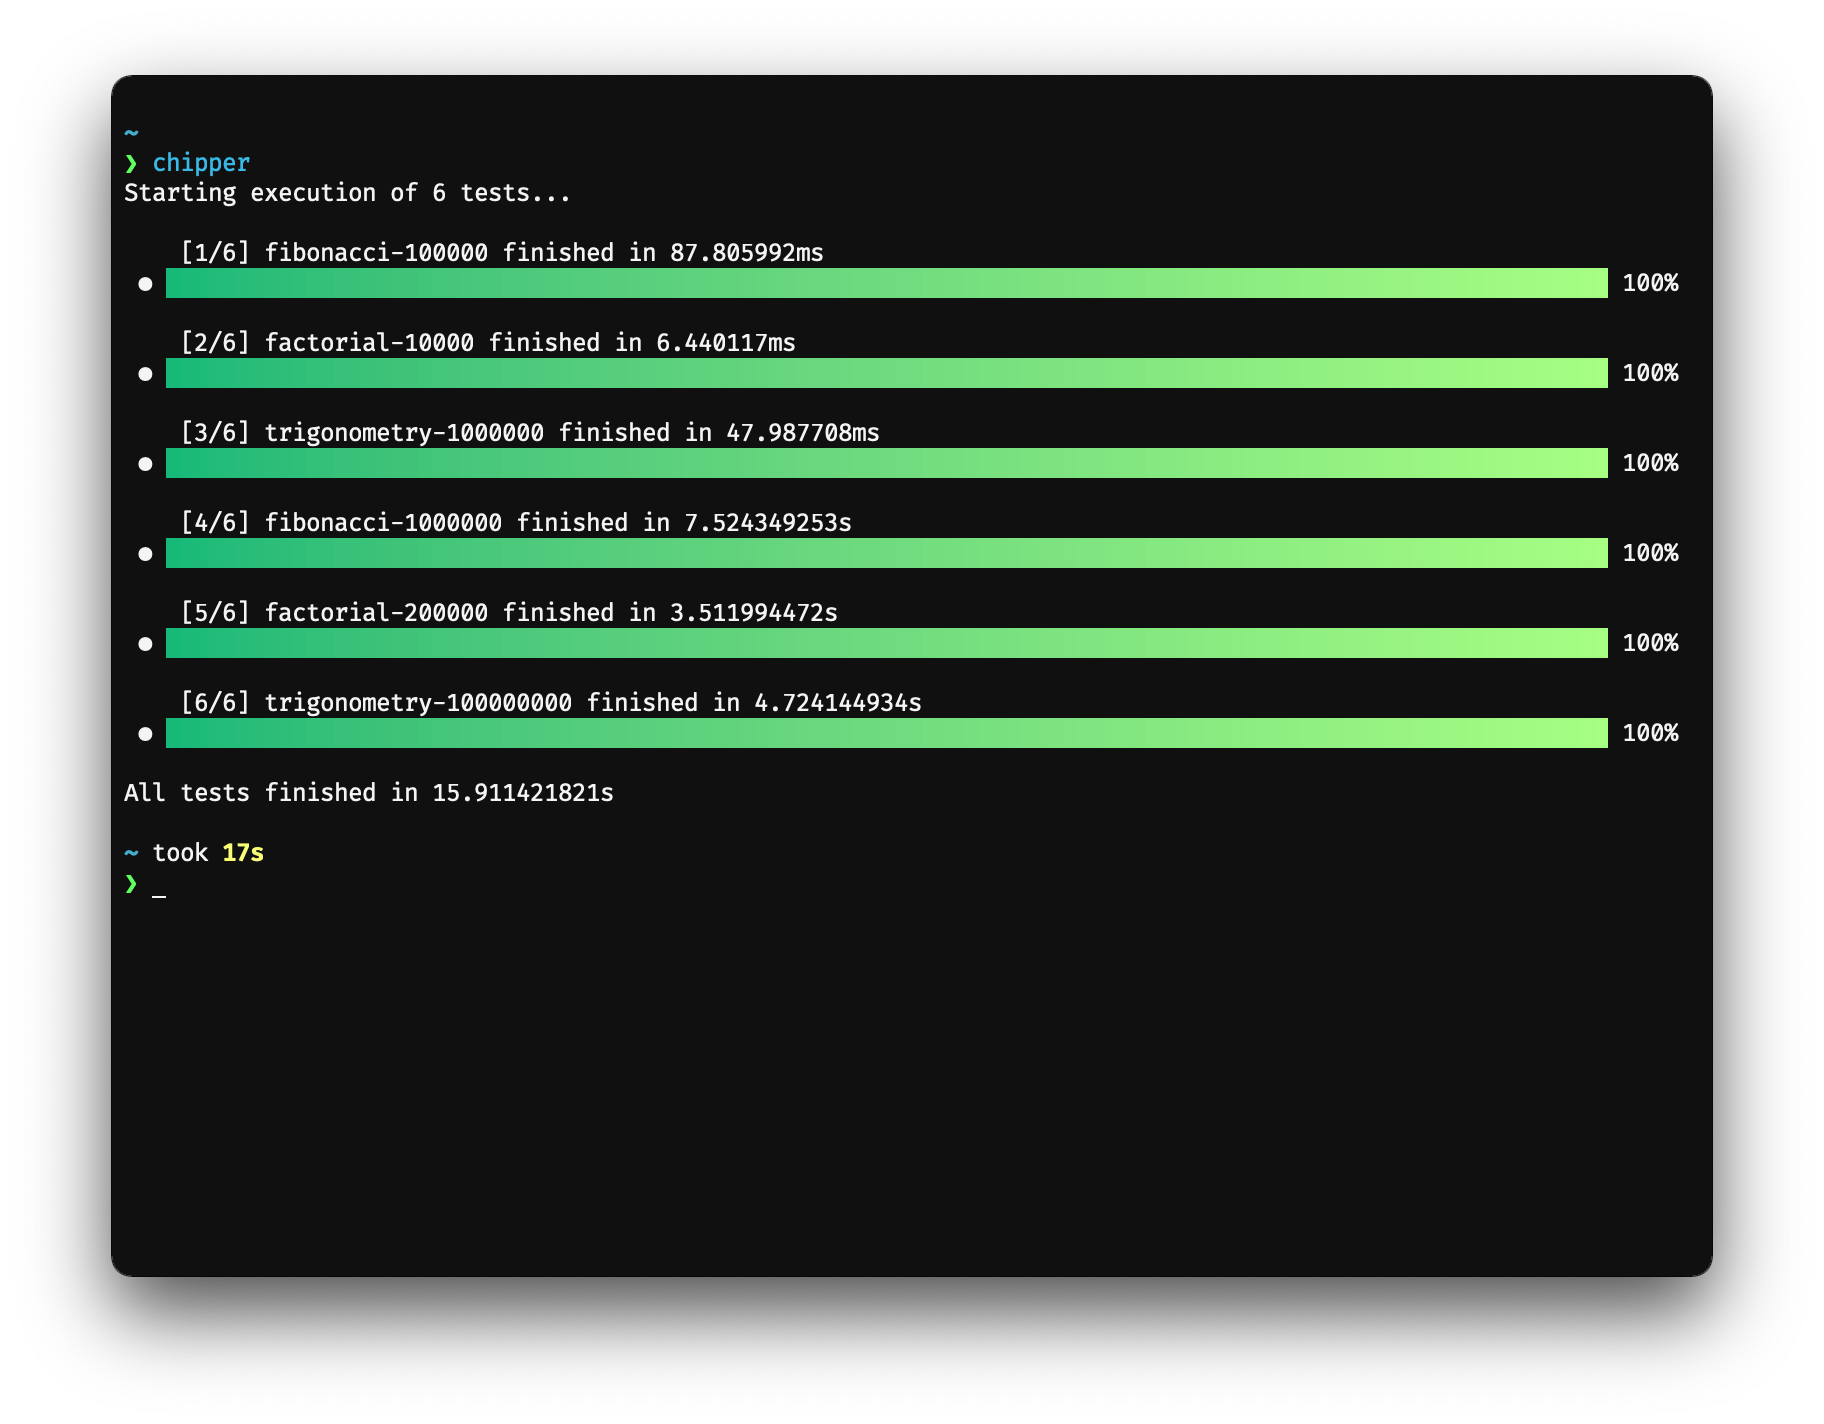 ~
❯ chipper
Starting execution of 6 tests...
[1/6] fibonacci-100000 finished in 87.805992ms
● 100%
[2/6] factorial-10000 finished in 6.440117ms
● 100%
[3/6] trigonometry-1000000 finished in 47.987708ms
● 100%
[4/6] fibonacci-1000000 finished in 7.524349253s
● 100%
[5/6] factorial-200000 finished in 3.511994472s
● 100%
[6/6] trigonometry-100000000 finished in 4.724144934s
● 100%
All tests finished in 15.911421821s
~ took 17s
❯ _